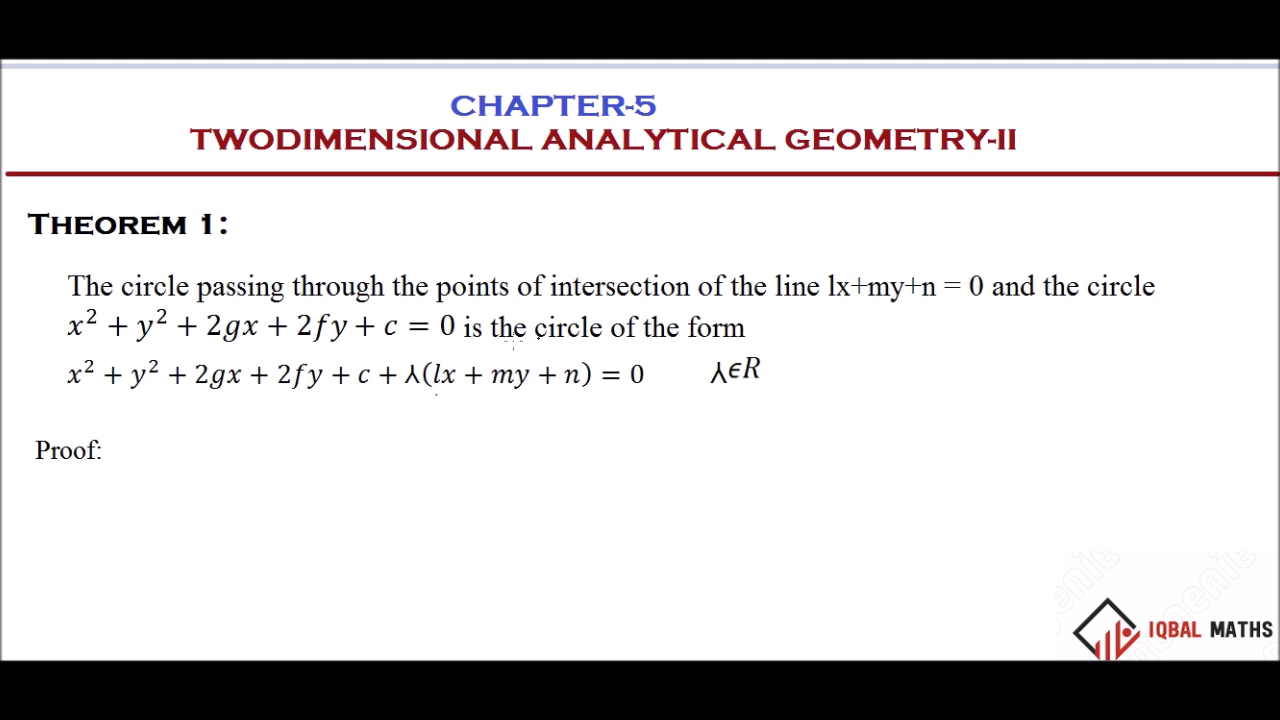 CHAPTER-5
TWODIMENSIONAL ANALYTICAL GEOMETRY-II
THEOREM 1:
The circle passing through the points of intersection of the line lx+my+n = 0 and the circle
x² + y² + 2gx + 2fy + c = 0 is the circle of the form
x² + y² + 2gx + 2fy + c + λ(lx + my + n) = 0 λϵR
Proof:
IQBAL MATHS